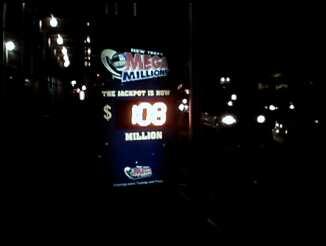 NEW YORK'S
MEGA
MILLIONS
THE JACKPOT IS NOW
$ 108
MILLION